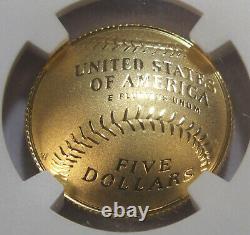 UNITED STATES
OF AMERICA
E PLURIBUS UNUM
FIVE
DOLLARS